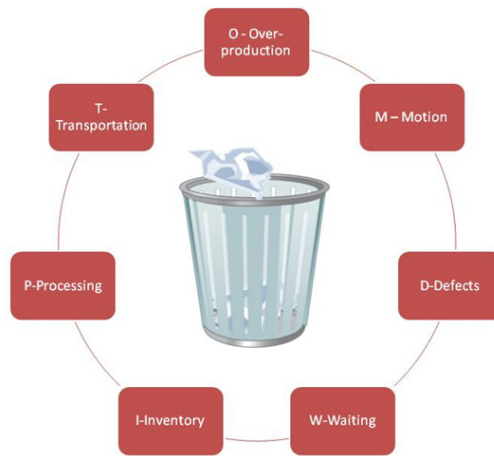 O - Over-
production
M – Motion
D-Defects
W-Waiting
I-Inventory
P-Processing
T-
Transportation